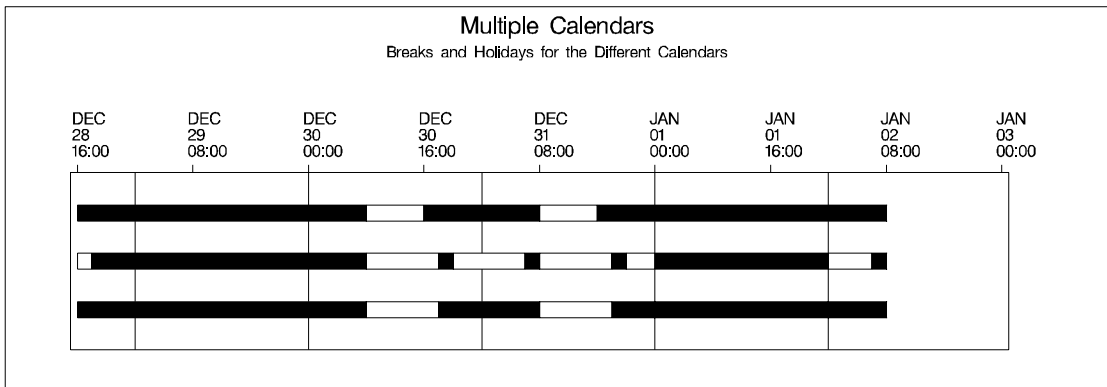 Multiple Calendars
Breaks and Holidays for the Different Calendars
DEC DEC DEC DEC DEC JAN JAN JAN JAN
28 29 30 30 31 01 01 02 03
16:00 08:00 00:00 16:00 08:00 00:00 16:00 08:00 00:00